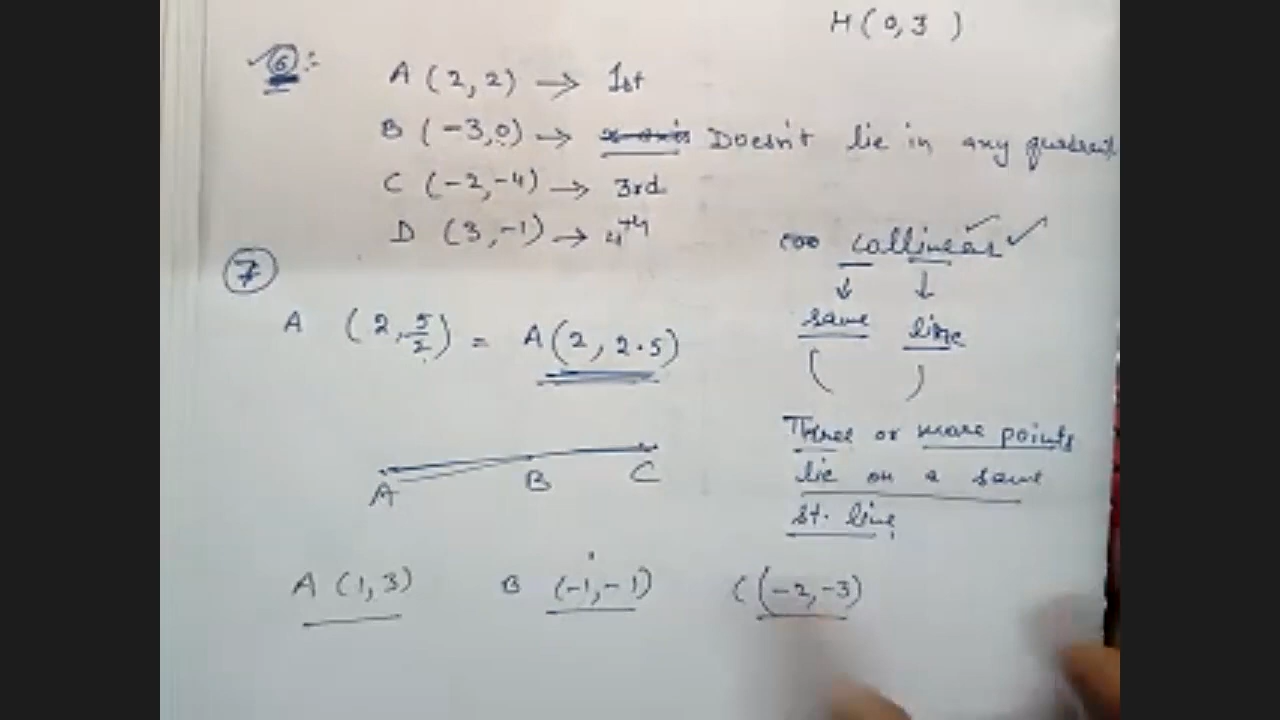 H (0,3)
6:
A (2, 2) → Ist
B (-3,0) → Doesn't lie in any quadrant
C (-2,-4) → 3rd
D (3,-1) → 4th
7
A (2, 5/2) = A(2, 2.5)
collinear
same line
( )
Three or more points
lie on a same
st. line
A B C
A (1,3) B (-1,-1) C(-2,-3)